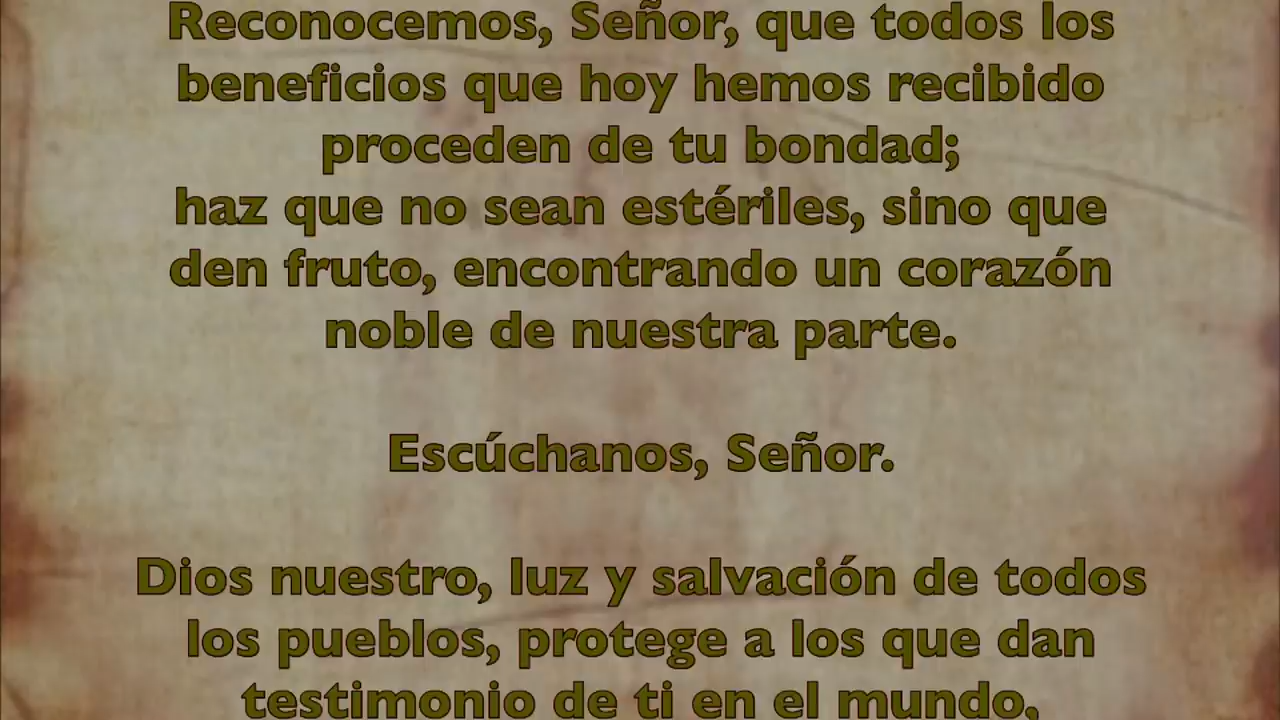 Reconocemos, Señor, que todos los
beneficios que hoy hemos recibido
proceden de tu bondad;
haz que no sean estériles, sino que
den fruto, encontrando un corazón
noble de nuestra parte.
Escúchanos, Señor.
Dios nuestro, luz y salvación de todos
los pueblos, protege a los que dan
testimonio de ti en el mundo,